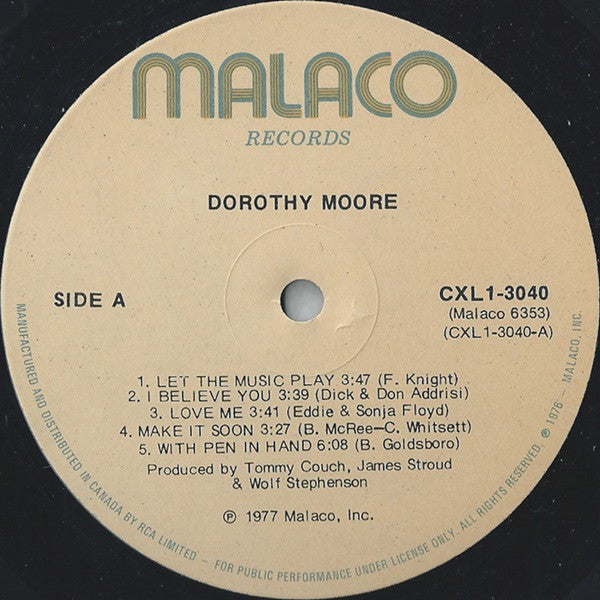 MALACO
RECORDS
DOROTHY MOORE
SIDE A
CXL1-3040
(Malaco 6353)
(CXL1-3040-A)
1. LET THE MUSIC PLAY 3:47 (F. Knight)
2. I BELIEVE YOU 3:39 (Dick & Don Addrisi)
3. LOVE ME 3:41 (Eddie & Sonja Floyd)
4. MAKE IT SOON 3:27 (B. McRee-C. Whitsett)
5. WITH PEN IN HAND 6:08 (B. Goldsboro)
Produced by Tommy Couch, James Stroud
& Wolf Stephenson
℗ 1977 Malaco, Inc.
MANUFACTURED AND DISTRIBUTED IN CANADA BY RCA LIMITED - FOR PUBLIC PERFORMANCE UNDER LICENSE ONLY. ALL RIGHTS RESERVED. ℗ 1976 - MALACO, INC.